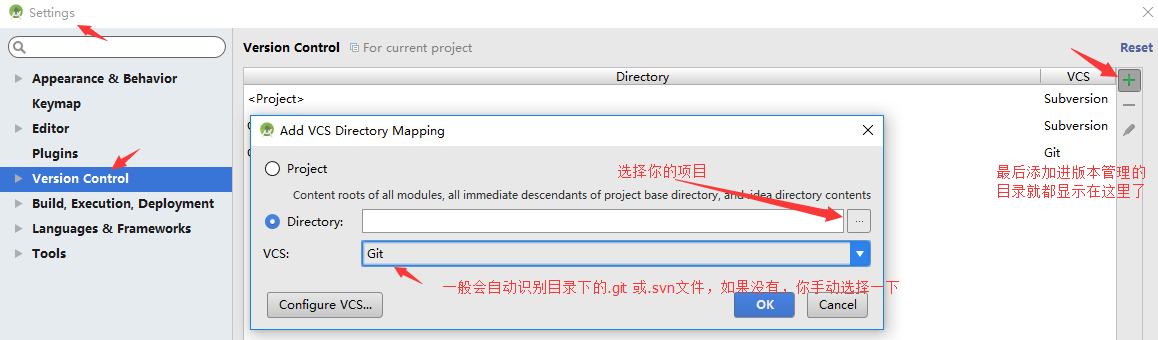 Settings
Appearance & Behavior
Keymap
Editor
Plugins
Version Control
Build, Execution, Deployment
Languages & Frameworks
Tools
Version Control For current project Reset
Directory VCS
<Project> Subversion
Subversion
Git
Add VCS Directory Mapping
Project
Content roots of all modules, all immediate descendants of project base directory, and .idea directory contents
Directory: ...
VCS: Git
Configure VCS... OK Cancel
选择你的项目
一般会自动识别目录下的.git 或.svn文件，如果没有，你手动选择一下
最后添加进版本管理的
目录就都显示在这里了